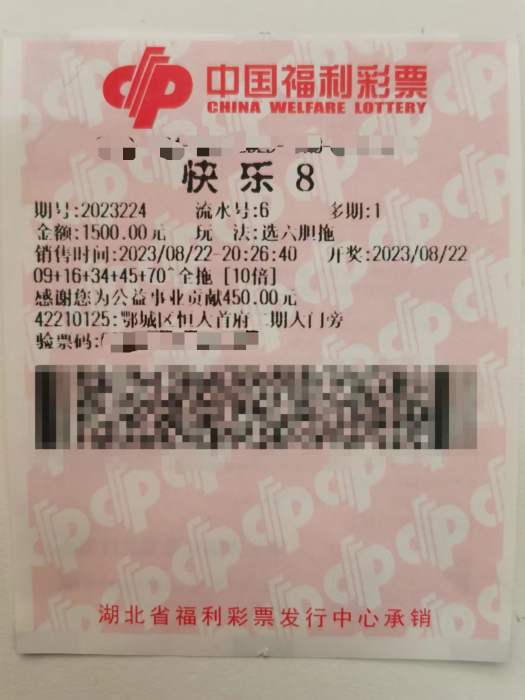 中国福利彩票
CHINA WELFARE LOTTERY
快乐8
期号:2023224 流水号:6 多期:1
金额:1500.00元 玩 法:选六胆拖
销售时间:2023/08/22-20:26:40 开奖:2023/08/22
09+16+34+45+70^全拖 [10倍]
感谢您为公益事业贡献450.00元
42210125:鄂城区恒大首府二期大门旁
验票码:
湖北省福利彩票发行中心承销